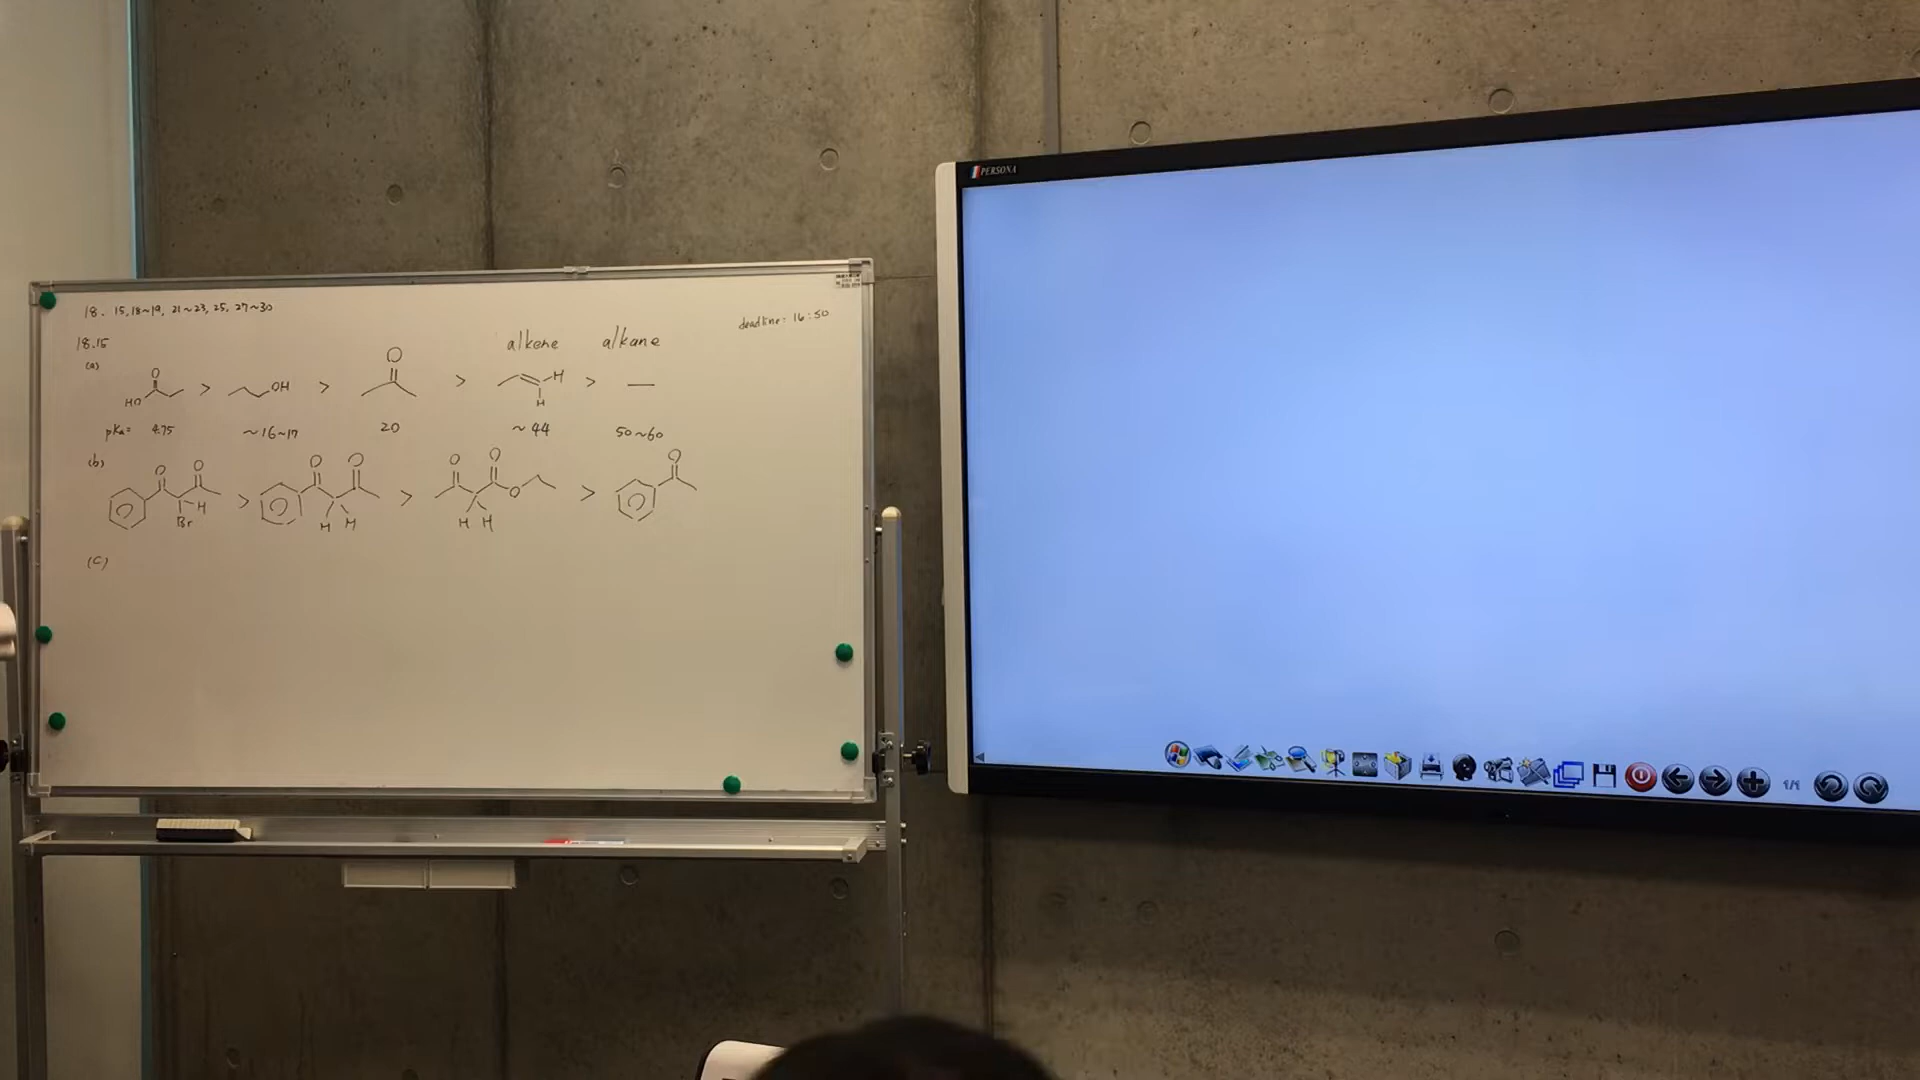 18. 15, 18~19, 21~23, 25, 27~30
deadline: 16:50
18.15
(a)
alkene alkane
O O
HO > OH > > H >
H
pKa= 4.75 ~16~17 20 ~44 50~60
(b)
O O O O O O O
H > > O >
Br H H H H
(C)
PERSONA
1/1